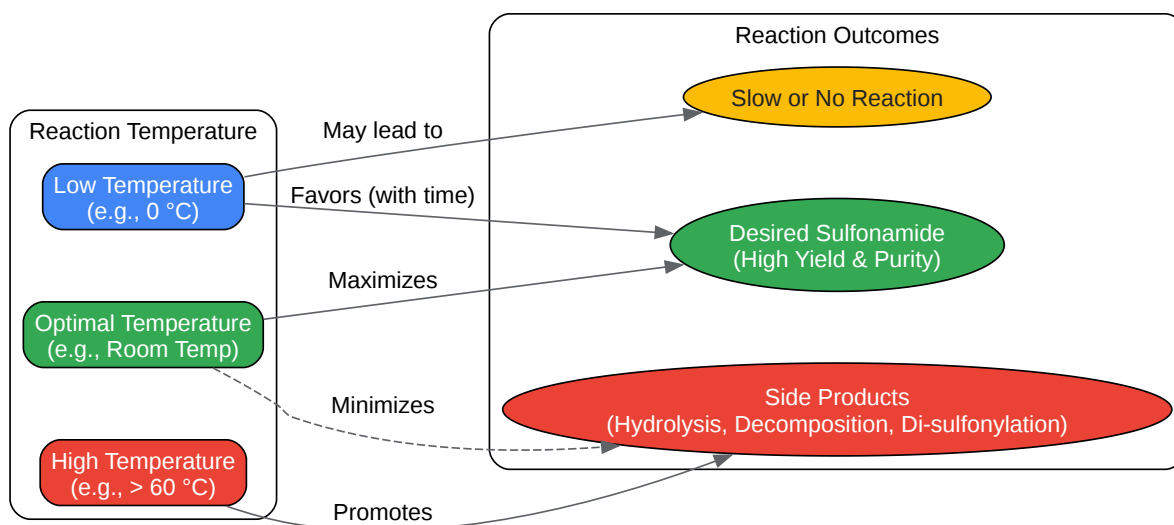 Reaction Outcomes
Slow or No Reaction
Reaction Temperature
May lead to
Low Temperature
(e.g., 0 °C)
Favors (with time)
Desired Sulfonamide
(High Yield & Purity)
Maximizes
Optimal Temperature
(e.g., Room Temp)
Minimizes
Side Products
(Hydrolysis, Decomposition, Di-sulfonylation)
High Temperature
(e.g., > 60 °C)
Promotes